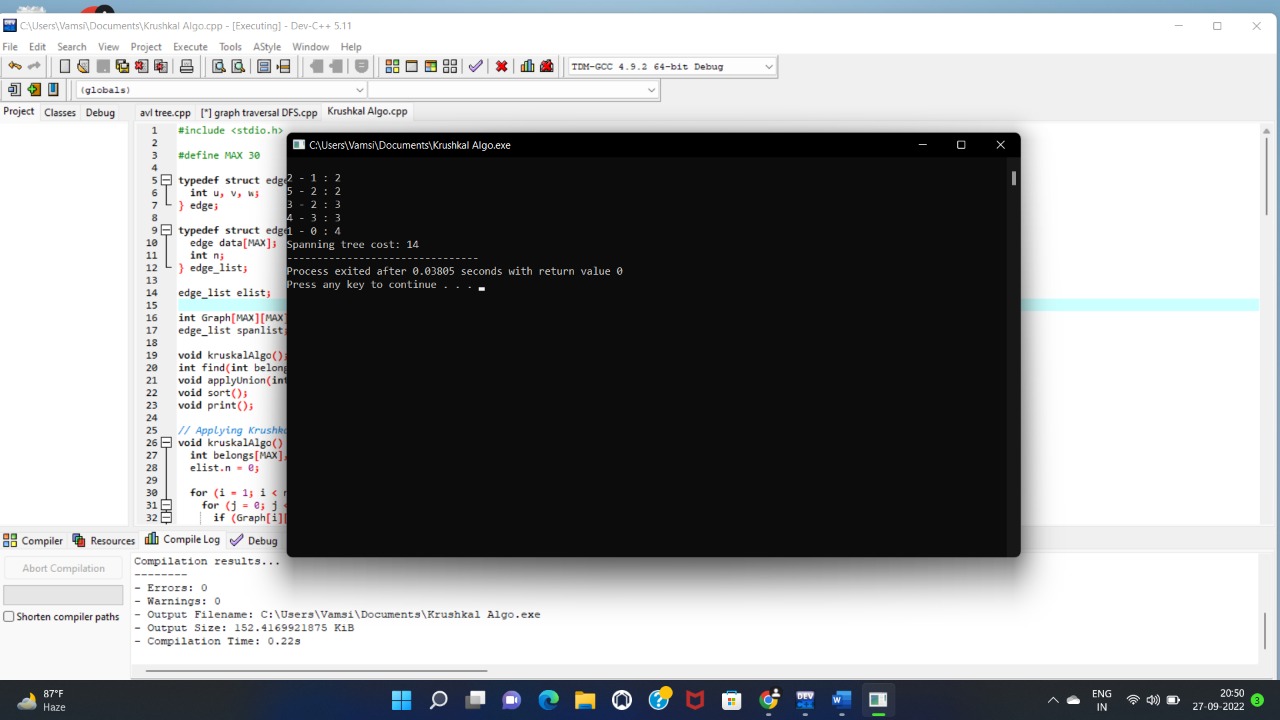 C:\Users\Vamsi\Documents\Krushkal Algo.cpp - [Executing] - Dev-C++ 5.11
File Edit Search View Project Execute Tools AStyle Window Help
TDM-GCC 4.9.2 64-bit Debug
(globals)
Project Classes Debug
avl tree.cpp [*] graph traversal DFS.cpp Krushkal Algo.cpp
1 #include <stdio.h>
2
3 #define MAX 30
4
5 typedef struct edge
6 int u, v, w;
7 } edge;
8
9 typedef struct edge
10 edge data[MAX];
11 int n;
12 } edge_list;
13
14 edge_list elist;
15
16 int Graph[MAX][MAX]
17 edge_list spanlist;
18
19 void kruskalAlgo();
20 int find(int belong
21 void applyUnion(int
22 void sort();
23 void print();
24
25 // Applying Krushka
26 void kruskalAlgo()
27 int belongs[MAX],
28 elist.n = 0;
29
30 for (i = 1; i < n
31 for (j = 0; j <
32 if (Graph[i][
C:\Users\Vamsi\Documents\Krushkal Algo.exe
2 - 1 : 2
5 - 2 : 2
3 - 2 : 3
4 - 3 : 3
1 - 0 : 4
Spanning tree cost: 14
--------------------------------
Process exited after 0.03805 seconds with return value 0
Press any key to continue . . .
Compiler Resources Compile Log Debug
Abort Compilation
Shorten compiler paths
Compilation results...
--------
- Errors: 0
- Warnings: 0
- Output Filename: C:\Users\Vamsi\Documents\Krushkal Algo.exe
- Output Size: 152.4169921875 KiB
- Compilation Time: 0.22s
87°F
Haze
DEV
W
ENG
IN
20:50
27-09-2022
3